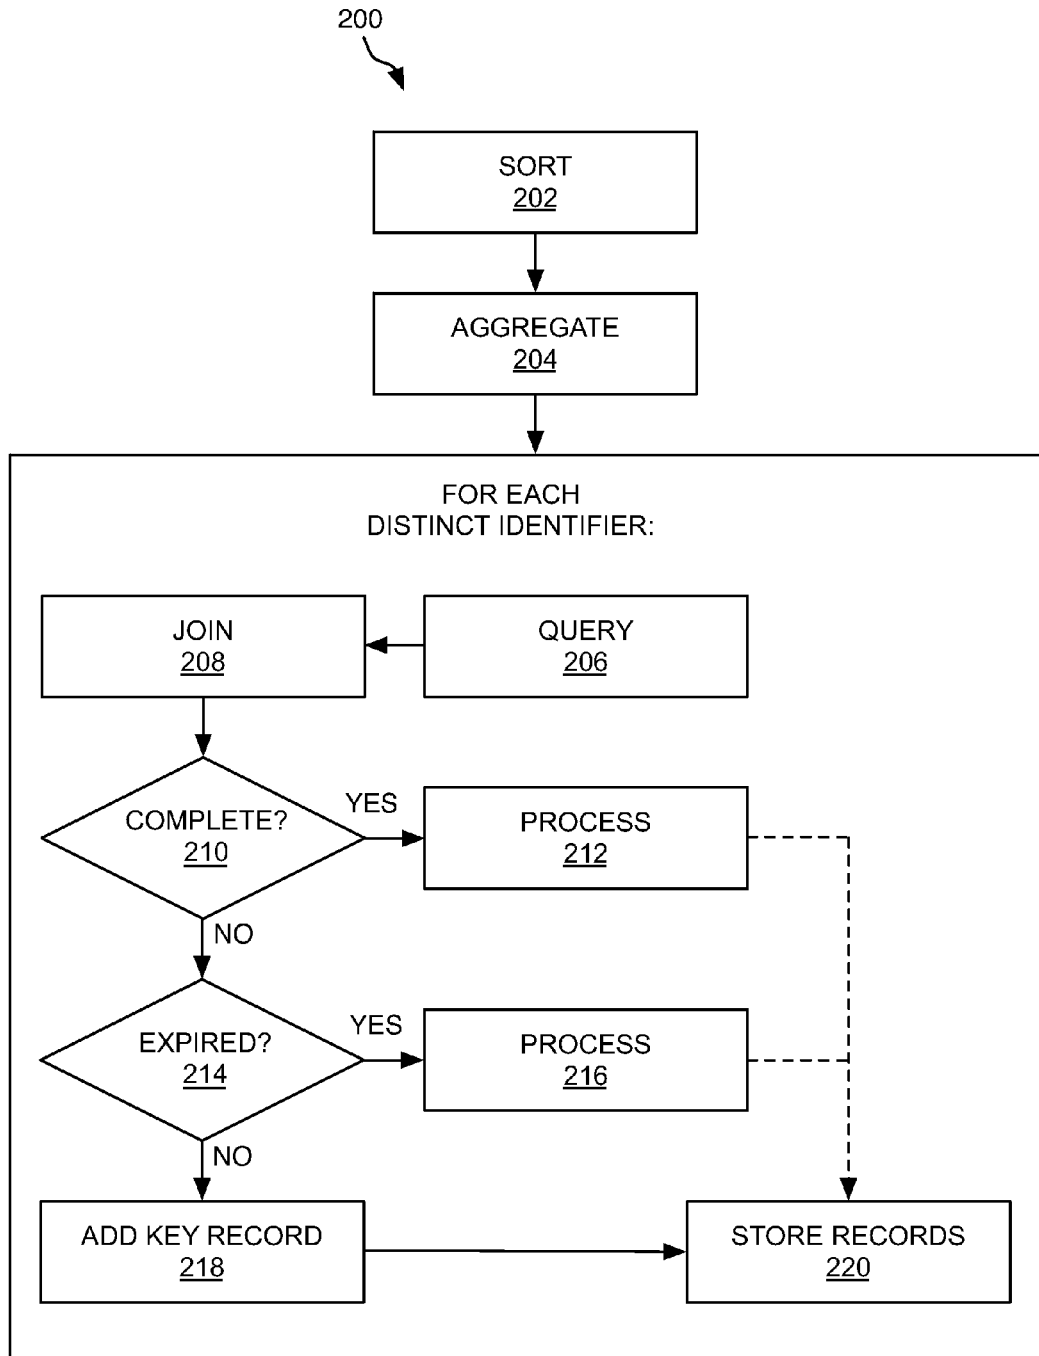 200
SORT
202
AGGREGATE
204
FOR EACH
DISTINCT IDENTIFIER:
JOIN
208
QUERY
206
COMPLETE?
210
YES
PROCESS
212
NO
EXPIRED?
214
YES
PROCESS
216
NO
ADD KEY RECORD
218
STORE RECORDS
220